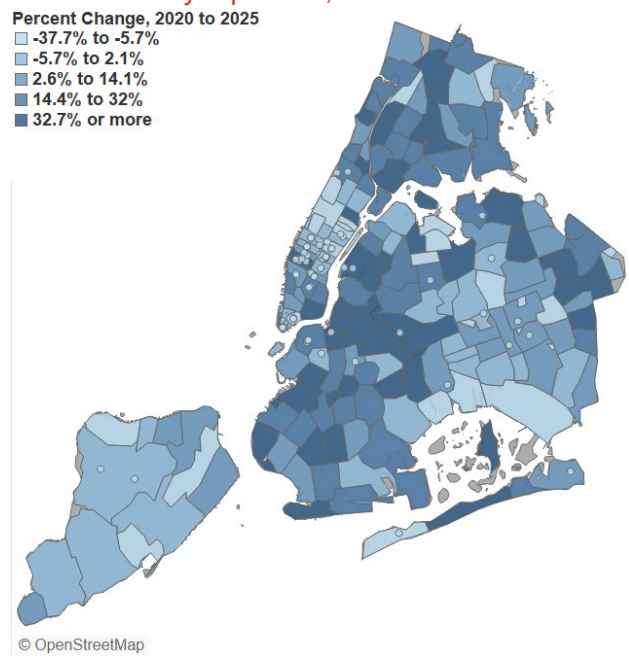 Percent Change, 2020 to 2025
-37.7% to -5.7%
-5.7% to 2.1%
2.6% to 14.1%
14.4% to 32%
32.7% or more
© OpenStreetMap